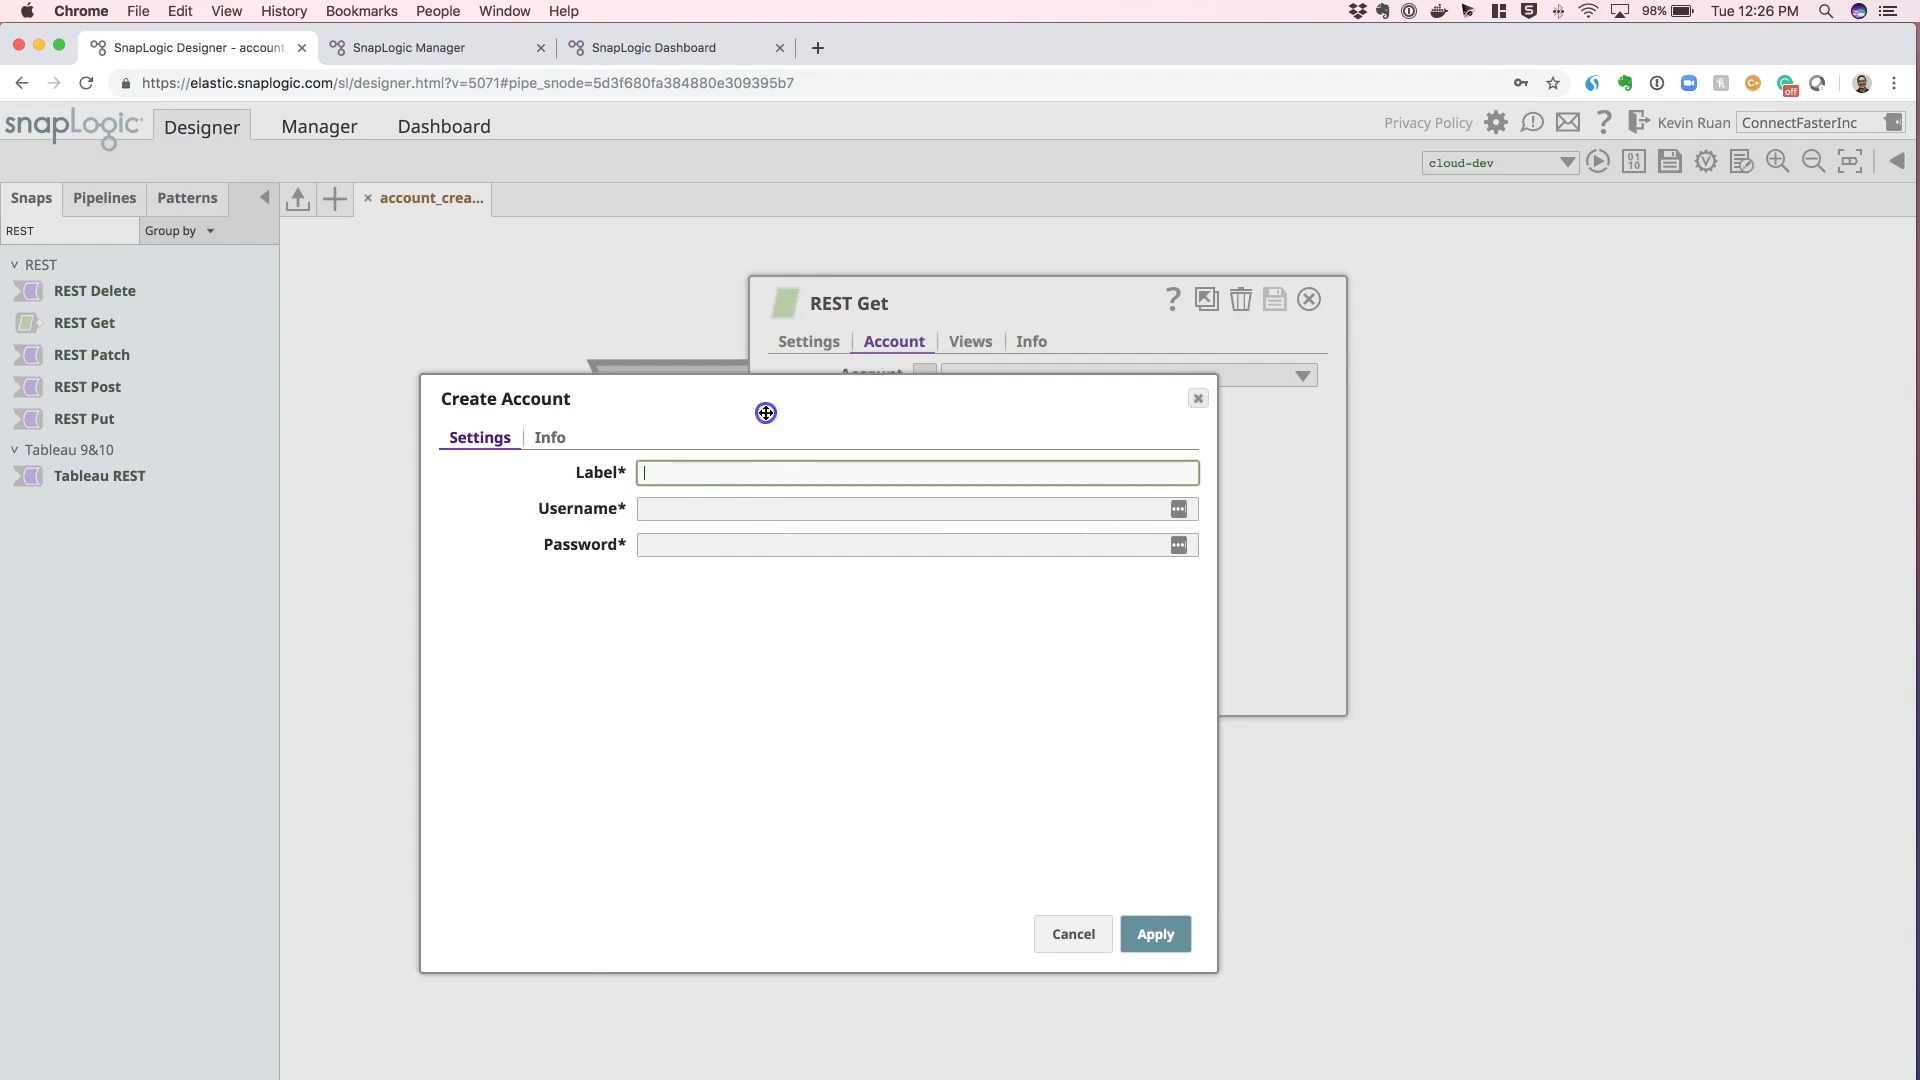 Chrome File Edit View History Bookmarks People Window Help
98% Tue 12:26 PM
SnapLogic Designer - account
SnapLogic Manager
SnapLogic Dashboard
https://elastic.snaplogic.com/sl/designer.html?v=5071#pipe_snode=5d3f680fa384880e309395b7
off
snapLogic
Designer Manager Dashboard
Privacy Policy
Kevin Ruan
ConnectFasterInc
cloud-dev
Snaps Pipelines Patterns
account_crea...
REST
Group by
REST
REST Delete
REST Get
REST Patch
REST Post
REST Put
Tableau 9&10
Tableau REST
REST Get
Settings Account Views Info
Account
Create Account
Settings Info
Label*
Username*
Password*
Cancel Apply